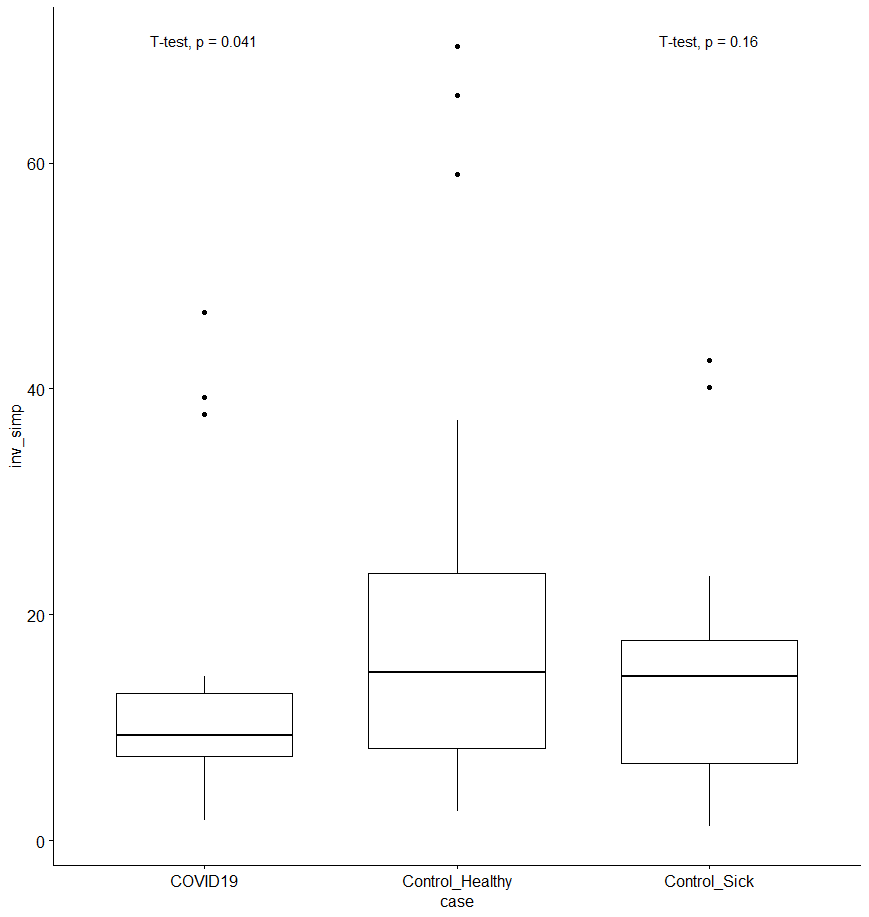 T-test, p = 0.041
T-test, p = 0.16
60
40
20
0
inv_simp
COVID19
Control_Healthy
Control_Sick
case